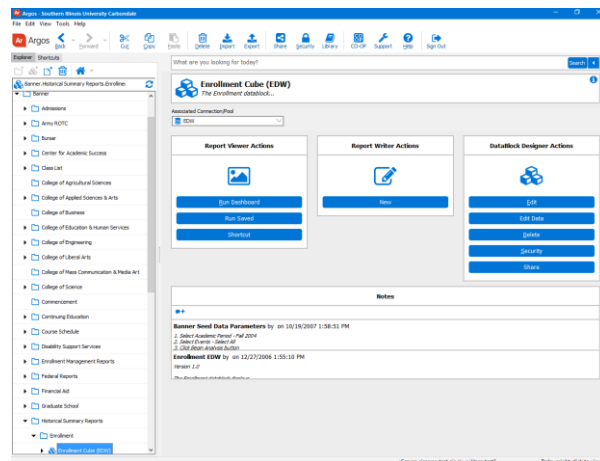 Argos - Southern Illinois University Carbondale
File Edit View Tools Help
Argos Back Forward Cut Copy Paste Delete Import Export Share Security Library CO-OP Support Help Sign Out
Explorer Shortcuts
What are you looking for today? Search
Banner.Historical Summary Reports.Enrollmen
Banner
Admissions
Army ROTC
Bursar
Center for Academic Success
Class List
College of Agricultural Sciences
College of Applied Sciences & Arts
College of Business
College of Education & Human Services
College of Engineering
College of Liberal Arts
College of Mass Communication & Media Art
College of Science
Commencement
Continuing Education
Course Schedule
Disability Support Services
Enrollment Management Reports
Federal Reports
Financial Aid
Graduate School
Historical Summary Reports
Enrollment
Enrollment Cube (EDW)
Enrollment Cube (EDW)
The Enrollment datablock...
Associated Connection/Pool
EDW
Report Viewer Actions
Run Dashboard
Run Saved
Shortcut
Report Writer Actions
New
DataBlock Designer Actions
Edit
Edit Data
Delete
Security
Share
Notes
Banner Seed Data Parameters by on 10/19/2007 1:58:51 PM
1. Select Academic Period - Fall 2004
2. Select Events - Select All
3. Click Begin Analysis button
Enrollment EDW by on 12/27/2006 1:55:10 PM
Version 1.0
The Enrollment datablock displays